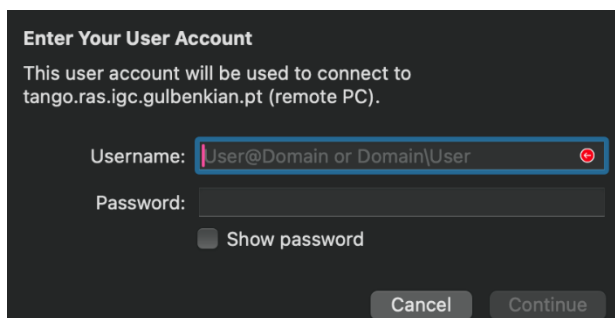 Enter Your User Account
This user account will be used to connect to
tango.ras.igc.gulbenkian.pt (remote PC).
Username: User@Domain or Domain\User
Password:
Show password
Cancel Continue